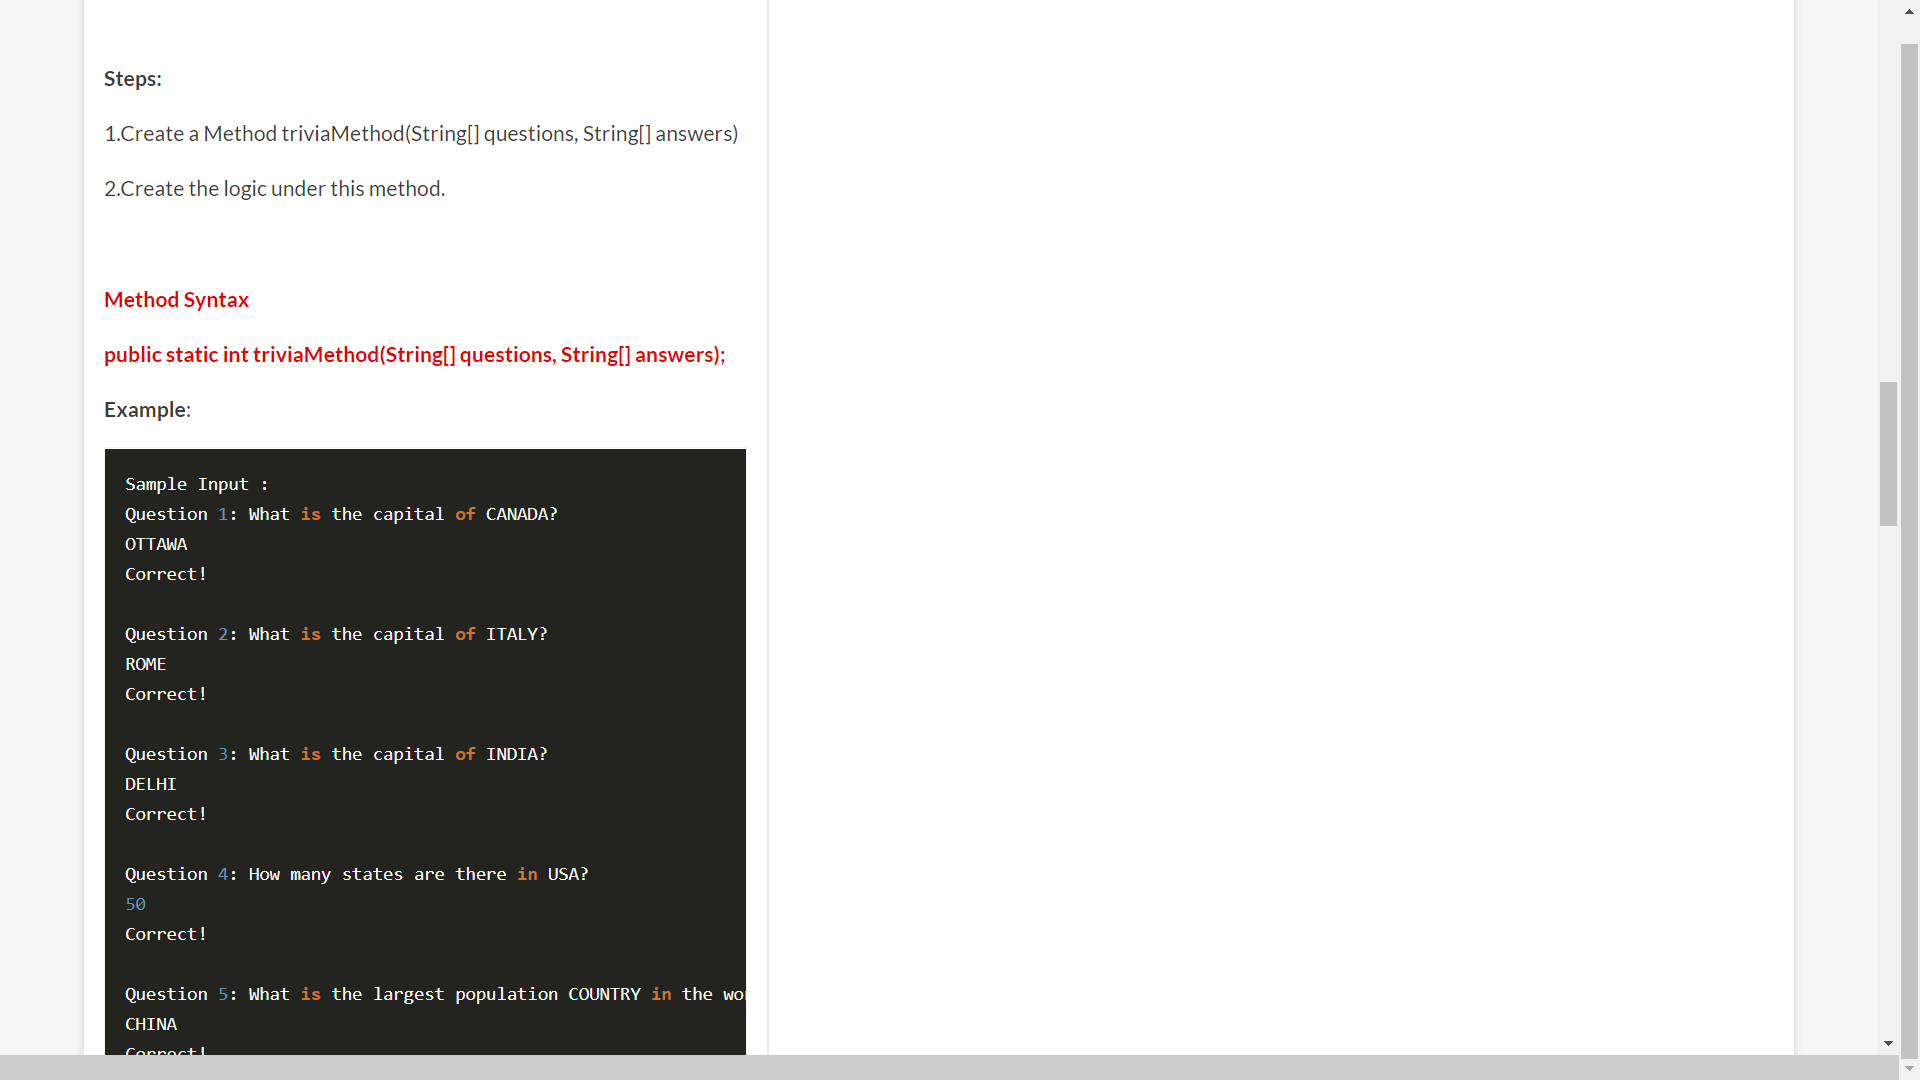 Steps:
1.Create a Method triviaMethod(String[] questions, String[] answers)
2.Create the logic under this method.
Method Syntax
public static int triviaMethod(String[] questions, String[] answers);
Example:
Sample Input :
Question 1: What is the capital of CANADA?
OTTAWA
Correct!
Question 2: What is the capital of ITALY?
ROME
Correct!
Question 3: What is the capital of INDIA?
DELHI
Correct!
Question 4: How many states are there in USA?
50
Correct!
Question 5: What is the largest population COUNTRY in the
CHINA
Correct!